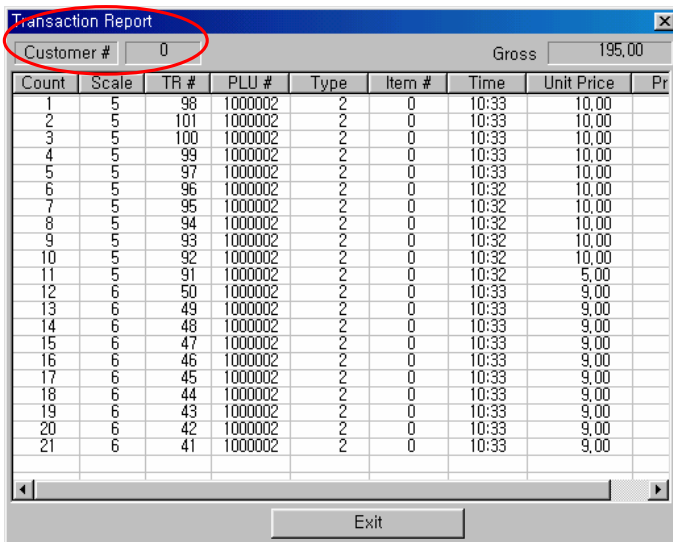 Transaction Report
Customer # 0 Gross 195,00
Count Scale TR # PLU # Type Item # Time Unit Price Pr
1 5 98 1000002 2 0 10:33 10,00
2 5 101 1000002 2 0 10:33 10,00
3 5 100 1000002 2 0 10:33 10,00
4 5 99 1000002 2 0 10:33 10,00
5 5 97 1000002 2 0 10:33 10,00
6 5 96 1000002 2 0 10:32 10,00
7 5 95 1000002 2 0 10:32 10,00
8 5 94 1000002 2 0 10:32 10,00
9 5 93 1000002 2 0 10:32 10,00
10 5 92 1000002 2 0 10:32 10,00
11 5 91 1000002 2 0 10:32 5,00
12 6 50 1000002 2 0 10:33 9,00
13 6 49 1000002 2 0 10:33 9,00
14 6 48 1000002 2 0 10:33 9,00
15 6 47 1000002 2 0 10:33 9,00
16 6 46 1000002 2 0 10:33 9,00
17 6 45 1000002 2 0 10:33 9,00
18 6 44 1000002 2 0 10:33 9,00
19 6 43 1000002 2 0 10:33 9,00
20 6 42 1000002 2 0 10:33 9,00
21 6 41 1000002 2 0 10:33 9,00
Exit